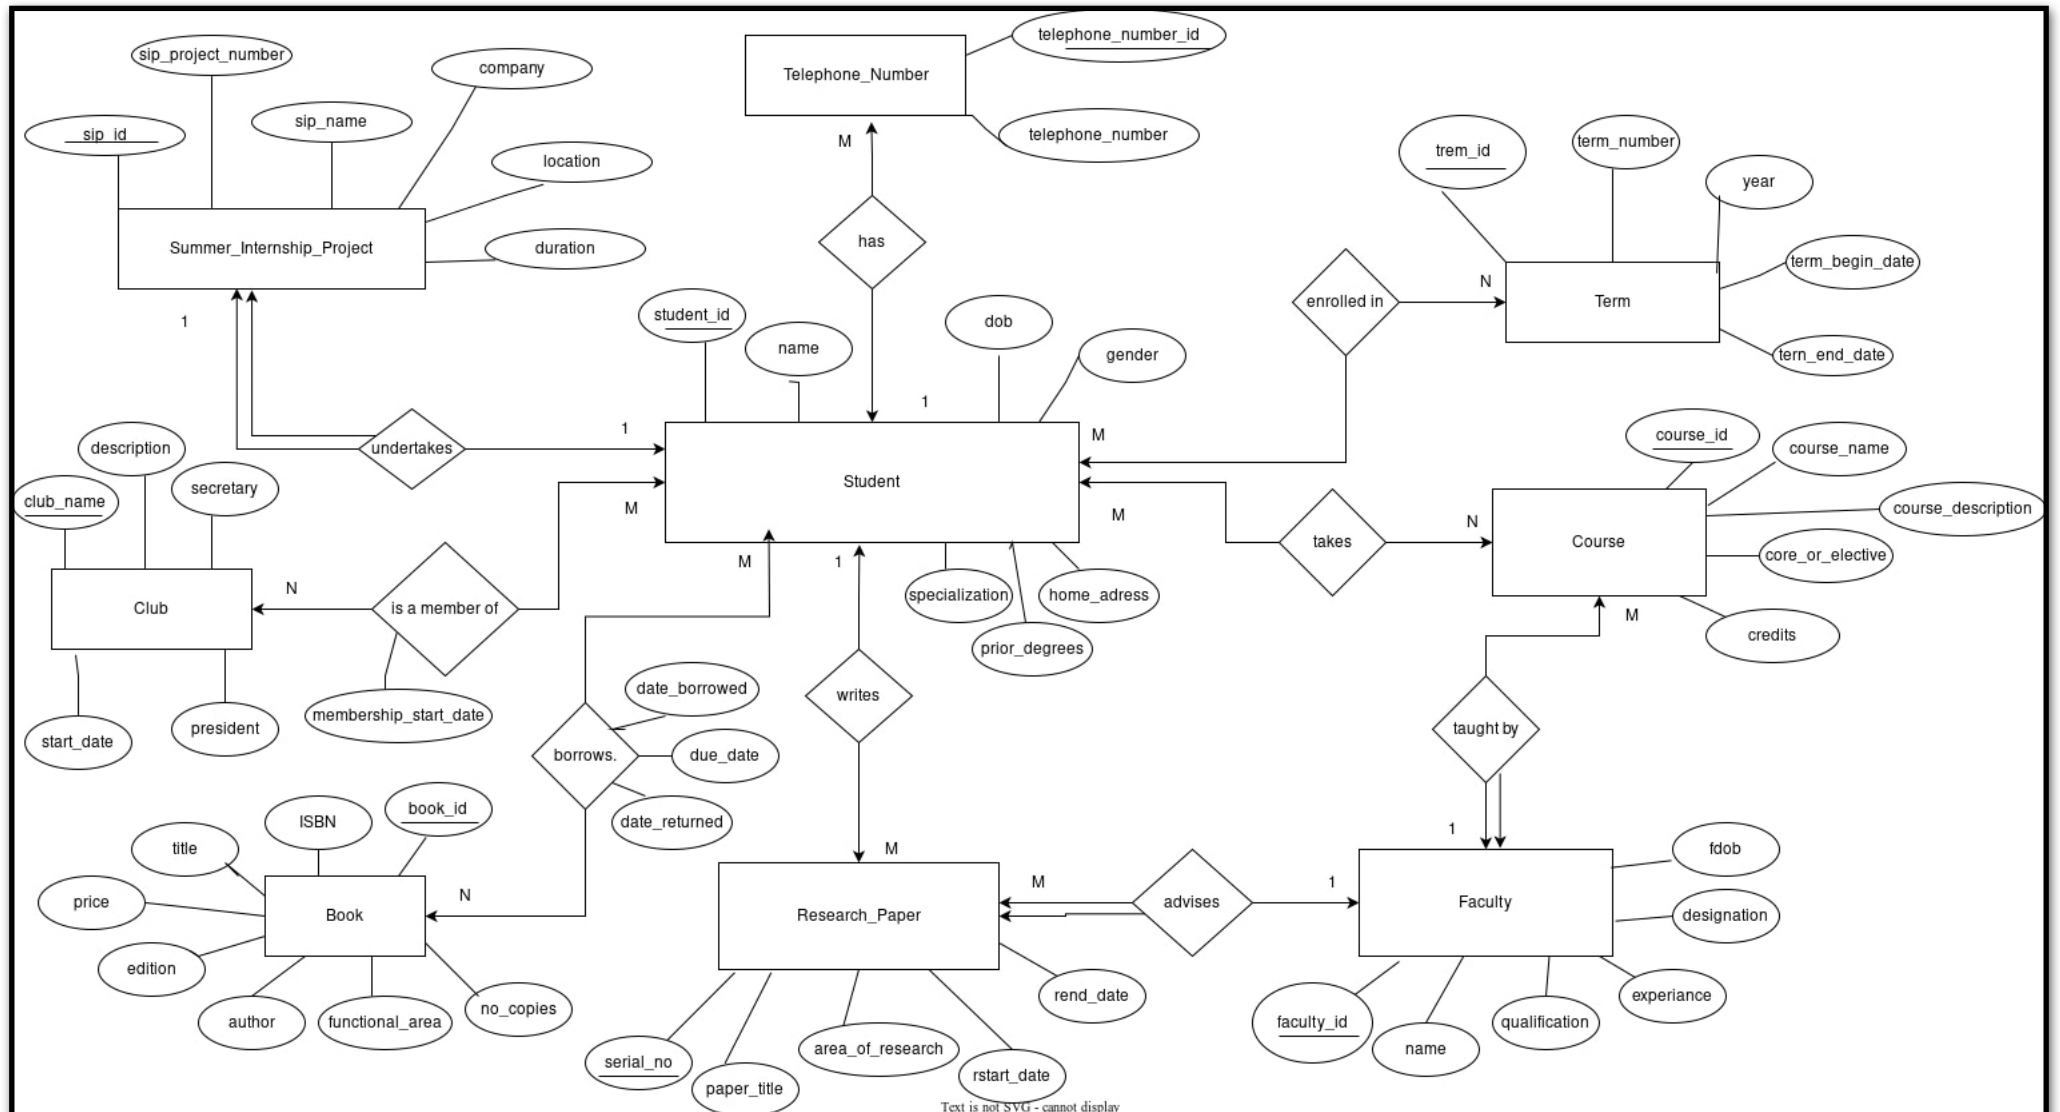 sip_project_number
company
sip_id
sip_name
location
duration
Summer_Internship_Project
1
Telephone_Number
telephone_number_id
telephone_number
M
has
1
trem_id
term_number
year
term_begin_date
tern_end_date
Term
N
enrolled in
M
student_id
name
dob
gender
Student
1
undertakes
description
club_name
secretary
Club
start_date
president
N
is a member of
membership_start_date
M
M
1
specialization
home_adress
prior_degrees
M
takes
N
course_id
course_name
course_description
core_or_elective
credits
Course
M
taught by
1
writes
M
date_borrowed
borrows.
due_date
date_returned
N
ISBN
book_id
title
price
Book
edition
author
functional_area
no_copies
Research_Paper
M
advises
1
rend_date
serial_no
paper_title
area_of_research
rstart_date
Faculty
fdob
designation
experiance
faculty_id
name
qualification
Text is not SVG - cannot display